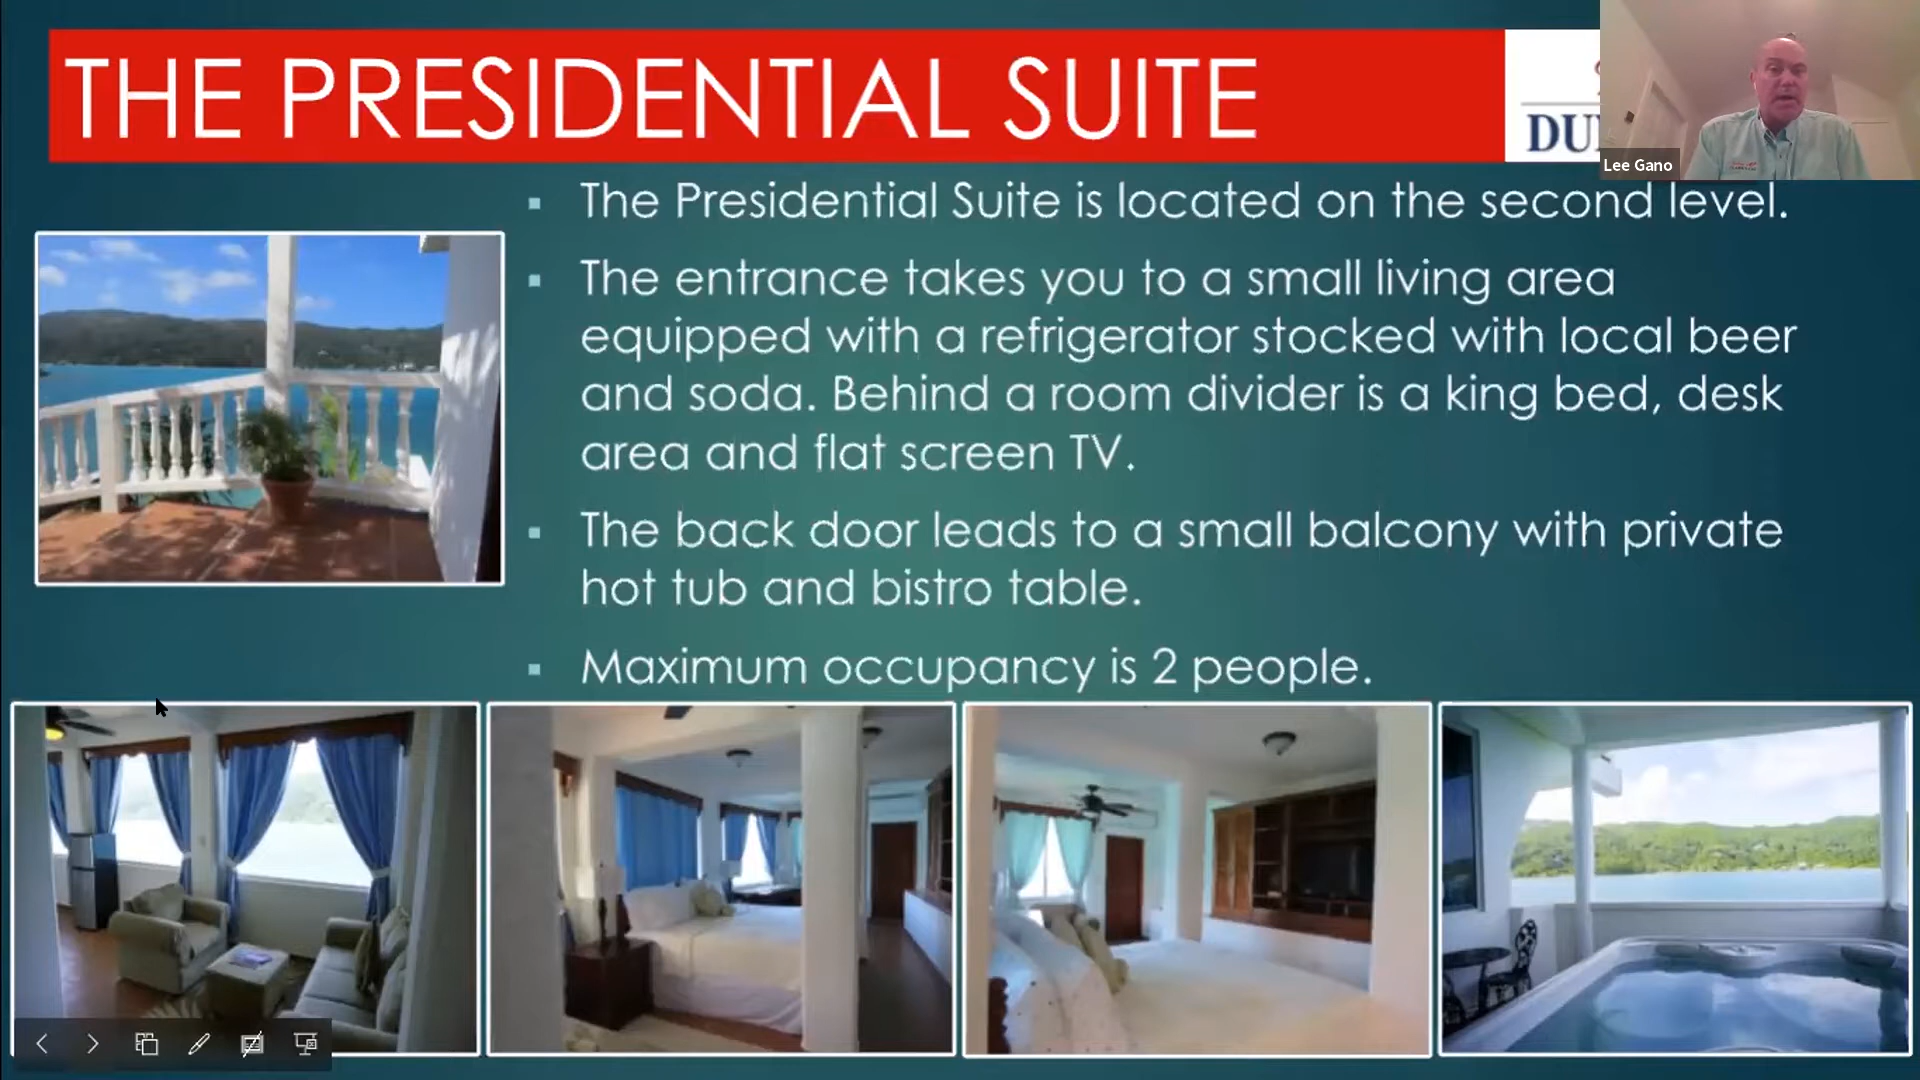 THE PRESIDENTIAL SUITE
Lee Gano
The Presidential Suite is located on the second level.
The entrance takes you to a small living area
equipped with a refrigerator stocked with local beer
and soda. Behind a room divider is a king bed, desk
area and flat screen TV.
The back door leads to a small balcony with private
hot tub and bistro table.
Maximum occupancy is 2 people.